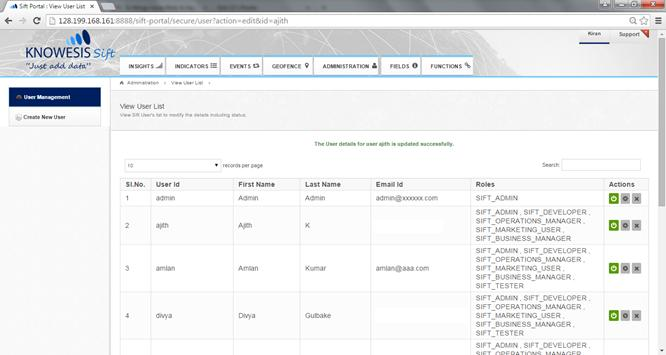 Sift Portal : View User List
128.199.168.161:8888/sift-portal/secure/user?action=edit&id=ajith
KNOWESIS Sift
"Just add data"
Kiran
Support
INSIGHTS
INDICATORS
EVENTS
GEOFENCE
ADMINISTRATION
FIELDS
FUNCTIONS
Administration
View User List
User Management
Create New User
View User List
View Sift User's list to modify the details including status.
The User details for user ajith is updated successfully.
10
records per page
Search:
Sl.No. User Id First Name Last Name Email Id Roles Actions
1 admin Admin Admin admin@xxxxxx.com SIFT_ADMIN
2 ajith Ajith K SIFT_ADMIN , SIFT_DEVELOPER ,
SIFT_OPERATIONS_MANAGER ,
SIFT_MARKETING_USER ,
SIFT_BUSINESS_MANAGER
3 amlan Amlan Kumar amlan@aaa.com SIFT_ADMIN , SIFT_DEVELOPER ,
SIFT_OPERATIONS_MANAGER ,
SIFT_MARKETING_USER ,
SIFT_BUSINESS_MANAGER ,
SIFT_TESTER
4 divya Divya Gulbake SIFT_ADMIN , SIFT_DEVELOPER ,
SIFT_OPERATIONS_MANAGER ,
SIFT_MARKETING_USER ,
SIFT_BUSINESS_MANAGER ,
SIFT_TESTER
SIFT_ADMIN , SIFT_DEVELOPER ,
SIFT_OPERATIONS_MANAGER ,